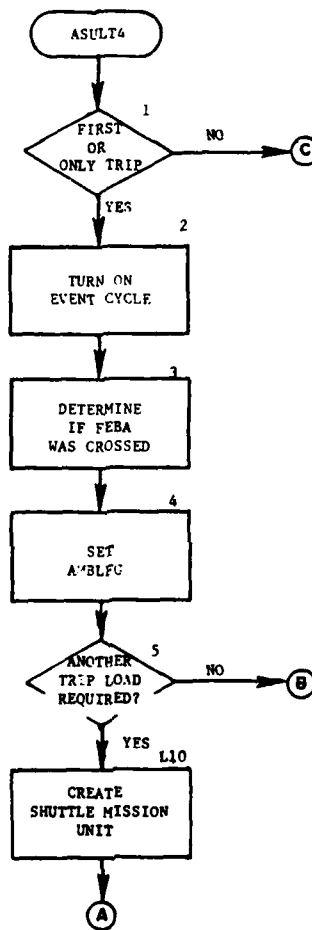 ASULT4
1
FIRST
OR
ONLY TRIP
NO
C
YES
2
TURN ON
EVENT CYCLE
3
DETERMINE
IF FEBA
WAS CROSSED
4
SET
5
ANOTHER
TRIP LOAD
REQUIRED?
NO
B
YES
L10
CREATE
SHUTTLE MISSION
UNIT
A